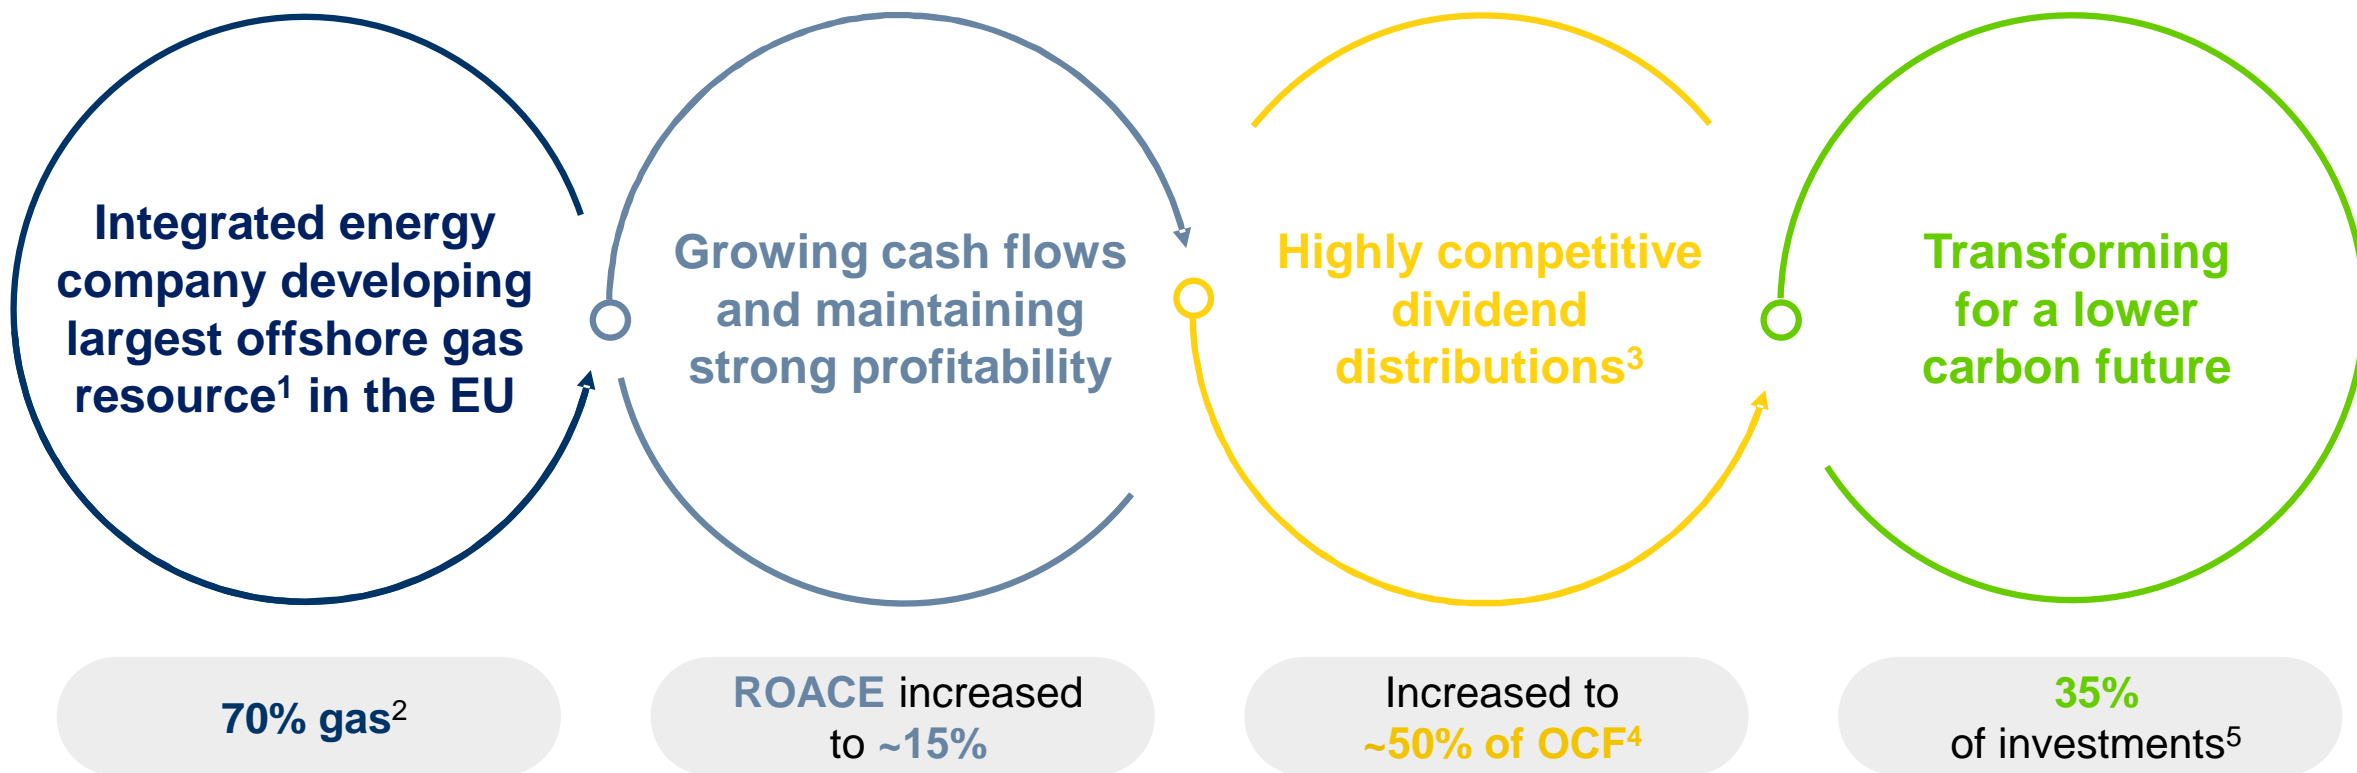 Integrated energy
company developing
largest offshore gas
resource¹ in the EU
Growing cash flows
and maintaining
strong profitability
Highly competitive
dividend
distributions³
Transforming
for a lower
carbon future
70% gas²
ROACE increased
to ~15%
Increased to
~50% of OCF⁴
35%
of investments⁵